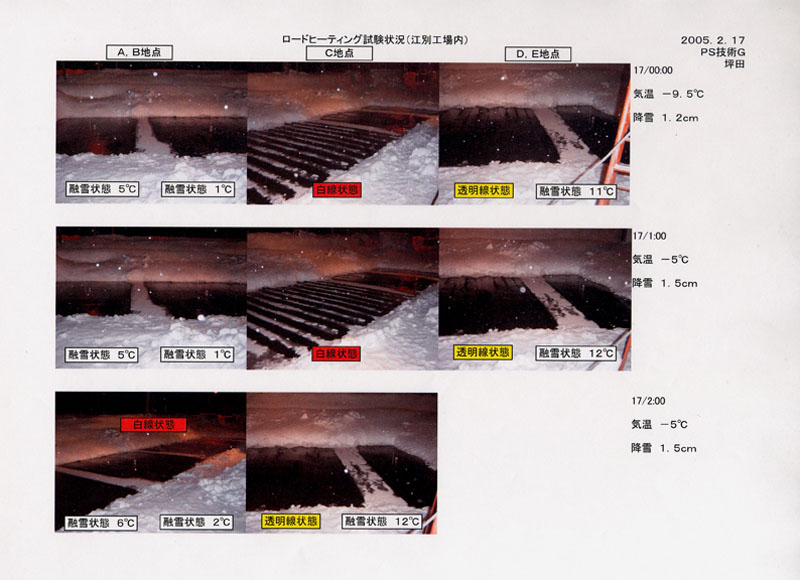 ロードヒーティング試験状況(江別工場内)
2005. 2. 17
PS技術G
坪田
A, B地点
C地点
D, E地点
17/00:00
気温 -9. 5℃
降雪 1. 2cm
融雪状態 5℃
融雪状態 1℃
白線状態
透明線状態
融雪状態 11℃
17/1:00
気温 -5℃
降雪 1. 5cm
融雪状態 5℃
融雪状態 1℃
白線状態
透明線状態
融雪状態 12℃
17/2:00
気温 -5℃
降雪 1. 5cm
白線状態
融雪状態 6℃
融雪状態 2℃
透明線状態
融雪状態 12℃